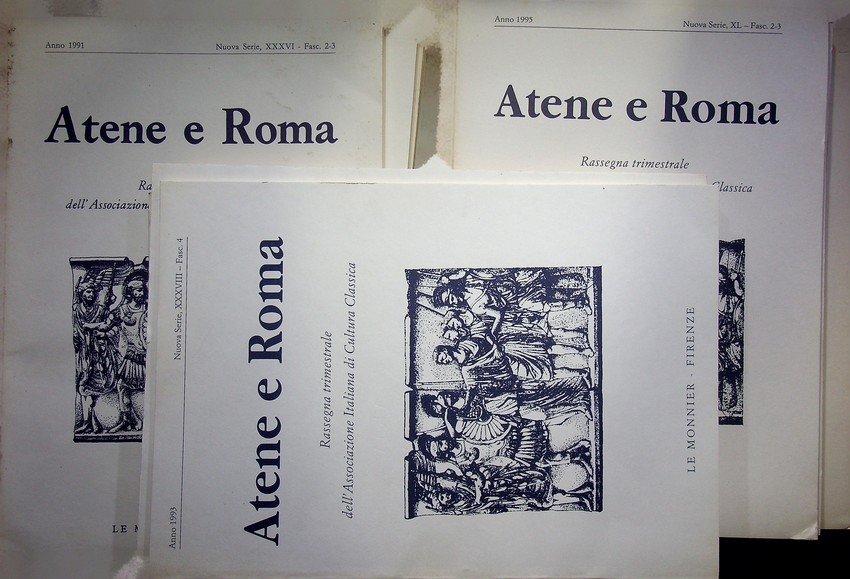 Anno 1991 Nuova Serie, XXXVI - Fasc. 2-3
Atene e Roma
dell'Associazione
Anno 1995 Nuova Serie, XL - Fasc. 2-3
Atene e Roma
Rassegna trimestrale
Classica
Anno 1993 Nuova Serie, XXXVIII - Fasc. 4
Atene e Roma
Rassegna trimestrale
dell'Associazione Italiana di Cultura Classica
LE MONNIER - FIRENZE
LE